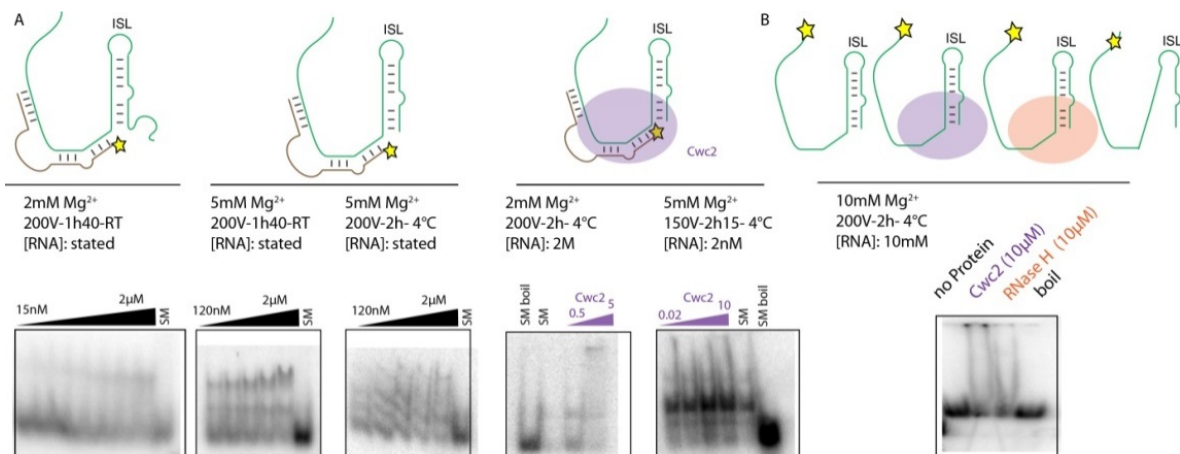 A
ISL
ISL
ISL
Cwc2
B
ISL
ISL
ISL
ISL
2mM Mg²⁺
200V-1h40-RT
[RNA]: stated
5mM Mg²⁺
200V-1h40-RT
[RNA]: stated
5mM Mg²⁺
200V-2h- 4°C
[RNA]: stated
2mM Mg²⁺
200V-2h- 4°C
[RNA]: 2M
5mM Mg²⁺
150V-2h15- 4°C
[RNA]: 2nM
10mM Mg²⁺
200V-2h- 4°C
[RNA]: 10mM
15nM 2μM SM
120nM 2μM SM
120nM 2μM SM
SM boil
SM
Cwc2
0.5 5
Cwc2
0.02 10
SM
SM boil
no Protein
Cwc2 (10μM)
RNase H (10μM)
boil